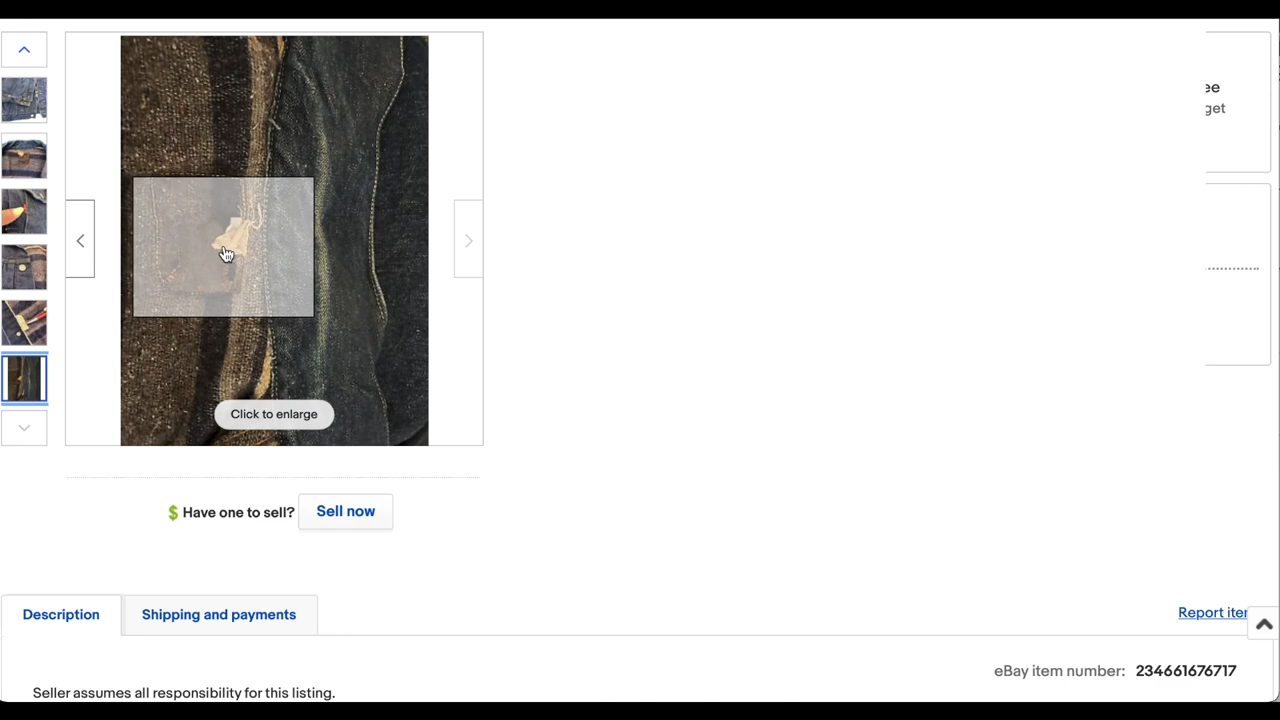 ee
get
Click to enlarge
Have one to sell? Sell now
Description Shipping and payments Report
eBay item number: 234661676717
Seller assumes all responsibility for this listing.